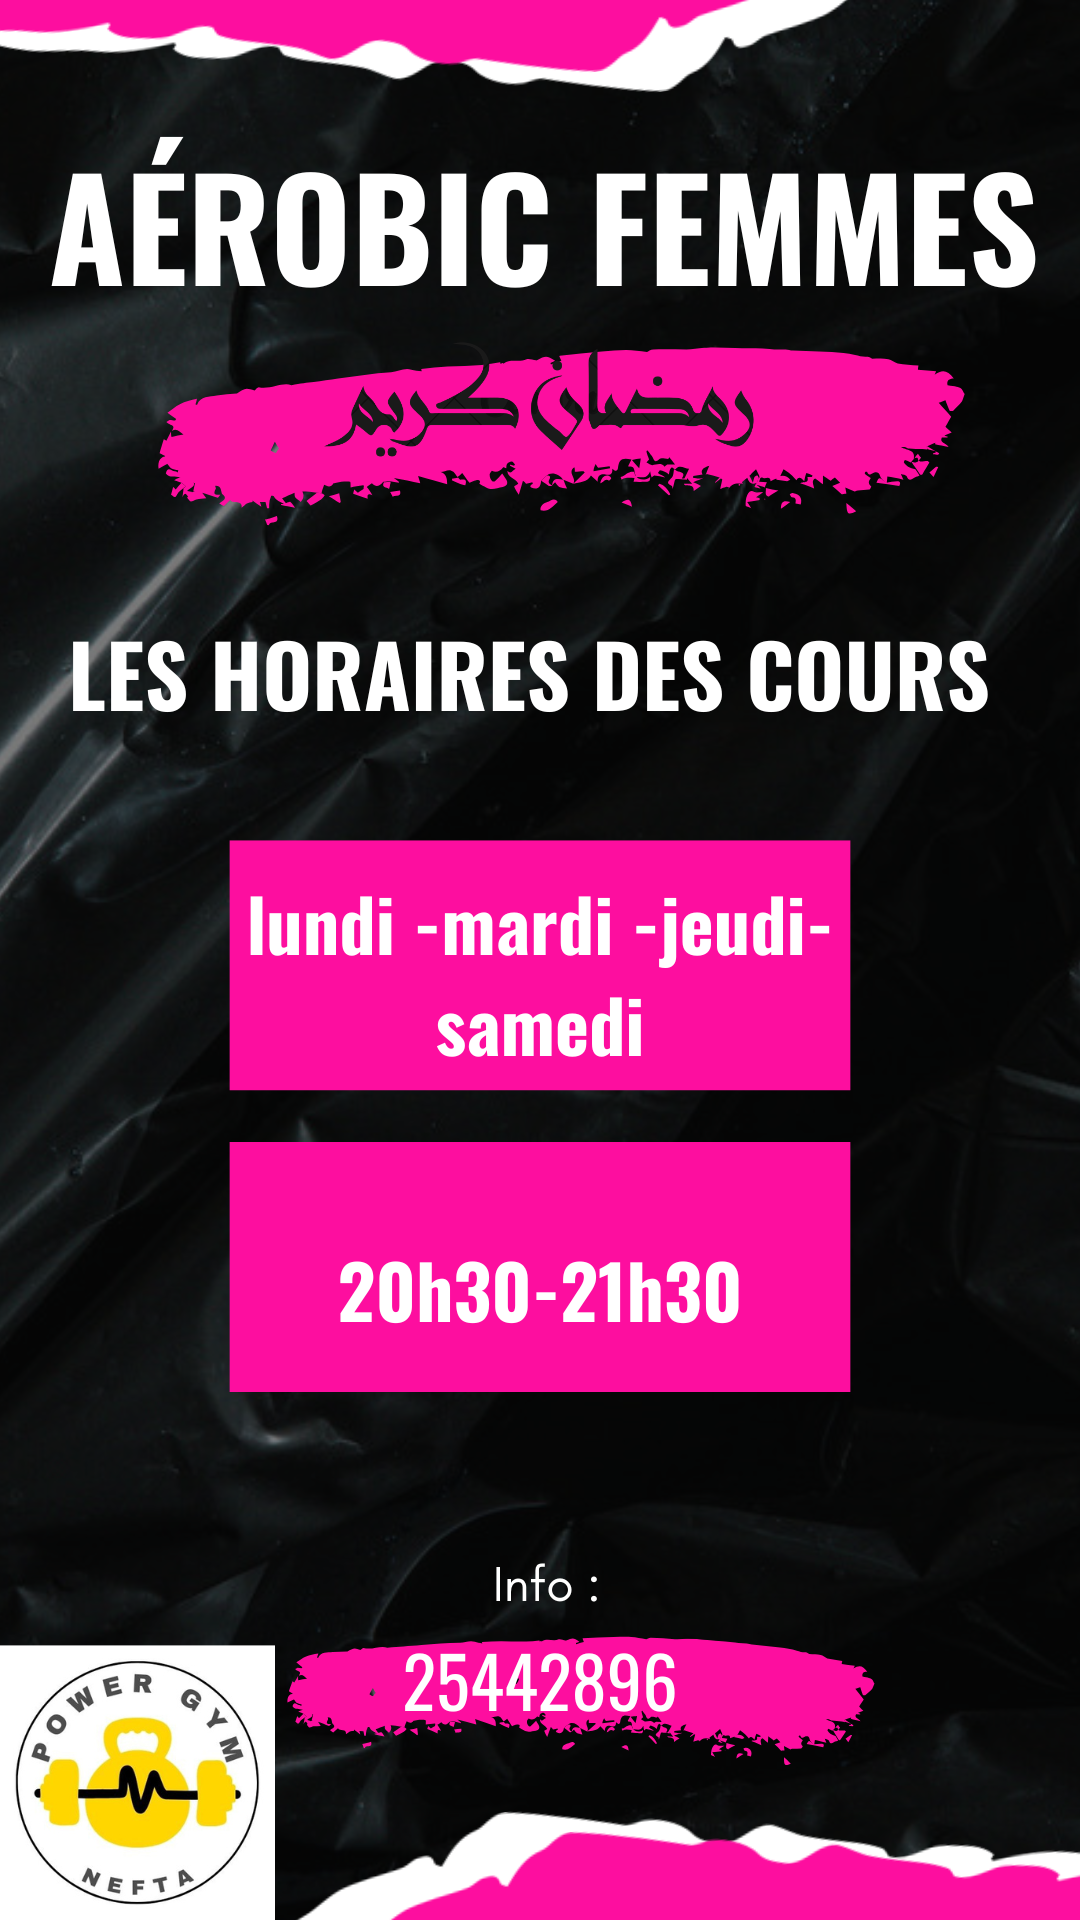 AÉROBIC FEMMES
رمضان كريم
LES HORAIRES DES COURS
lundi -mardi -jeudi-
samedi
20h30-21h30
Info :
25442896
POWER GYM
NEFTA